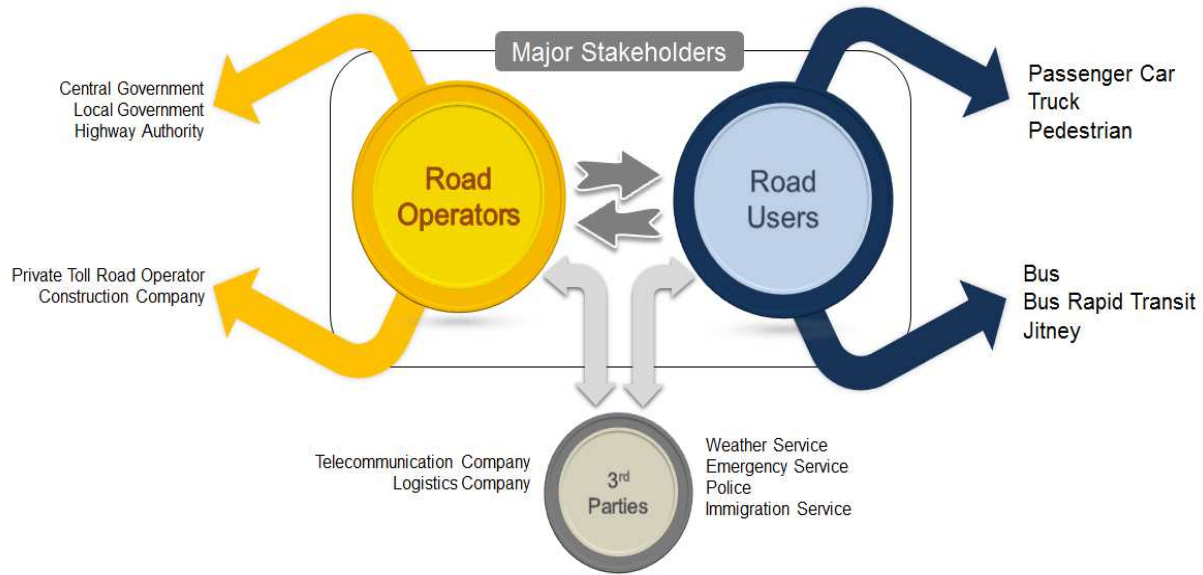 Major Stakeholders
Central Government
Local Government
Highway Authority
Passenger Car
Truck
Pedestrian
Road
Operators
Road
Users
Private Toll Road Operator
Construction Company
Bus
Bus Rapid Transit
Jitney
Telecommunication Company
Logistics Company
3rd
Parties
Weather Service
Emergency Service
Police
Immigration Service